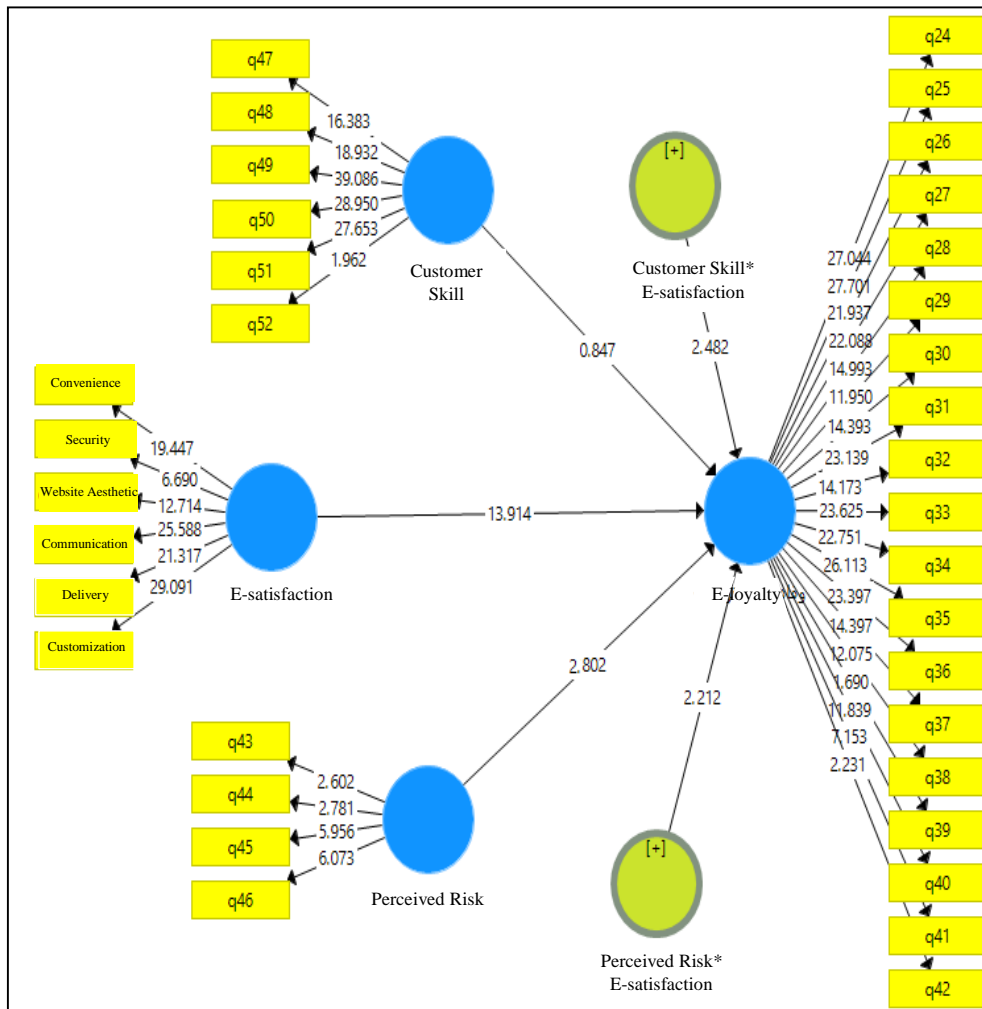 q47
q48
q49
q50
q51
q52
16.383
18.932
39.086
28.950
27.653
1.962
Customer
Skill
[+]
Customer Skill*
E-satisfaction
0.847
2.482
Convenience
Security
Website Aesthetic
Communication
Delivery
Customization
19.447
6.690
12.714
25.588
21.317
29.091
E-satisfaction
13.914
E-loyalty
q43
q44
q45
q46
2.602
2.781
5.956
6.073
Perceived Risk
2.802
2.212
[+]
Perceived Risk*
E-satisfaction
27.044
27.701
21.937
22.088
14.993
11.950
14.393
23.139
14.173
23.625
22.751
26.113
23.397
14.397
12.075
1.690
11.839
7.153
2.231
q24
q25
q26
q27
q28
q29
q30
q31
q32
q33
q34
q35
q36
q37
q38
q39
q40
q41
q42